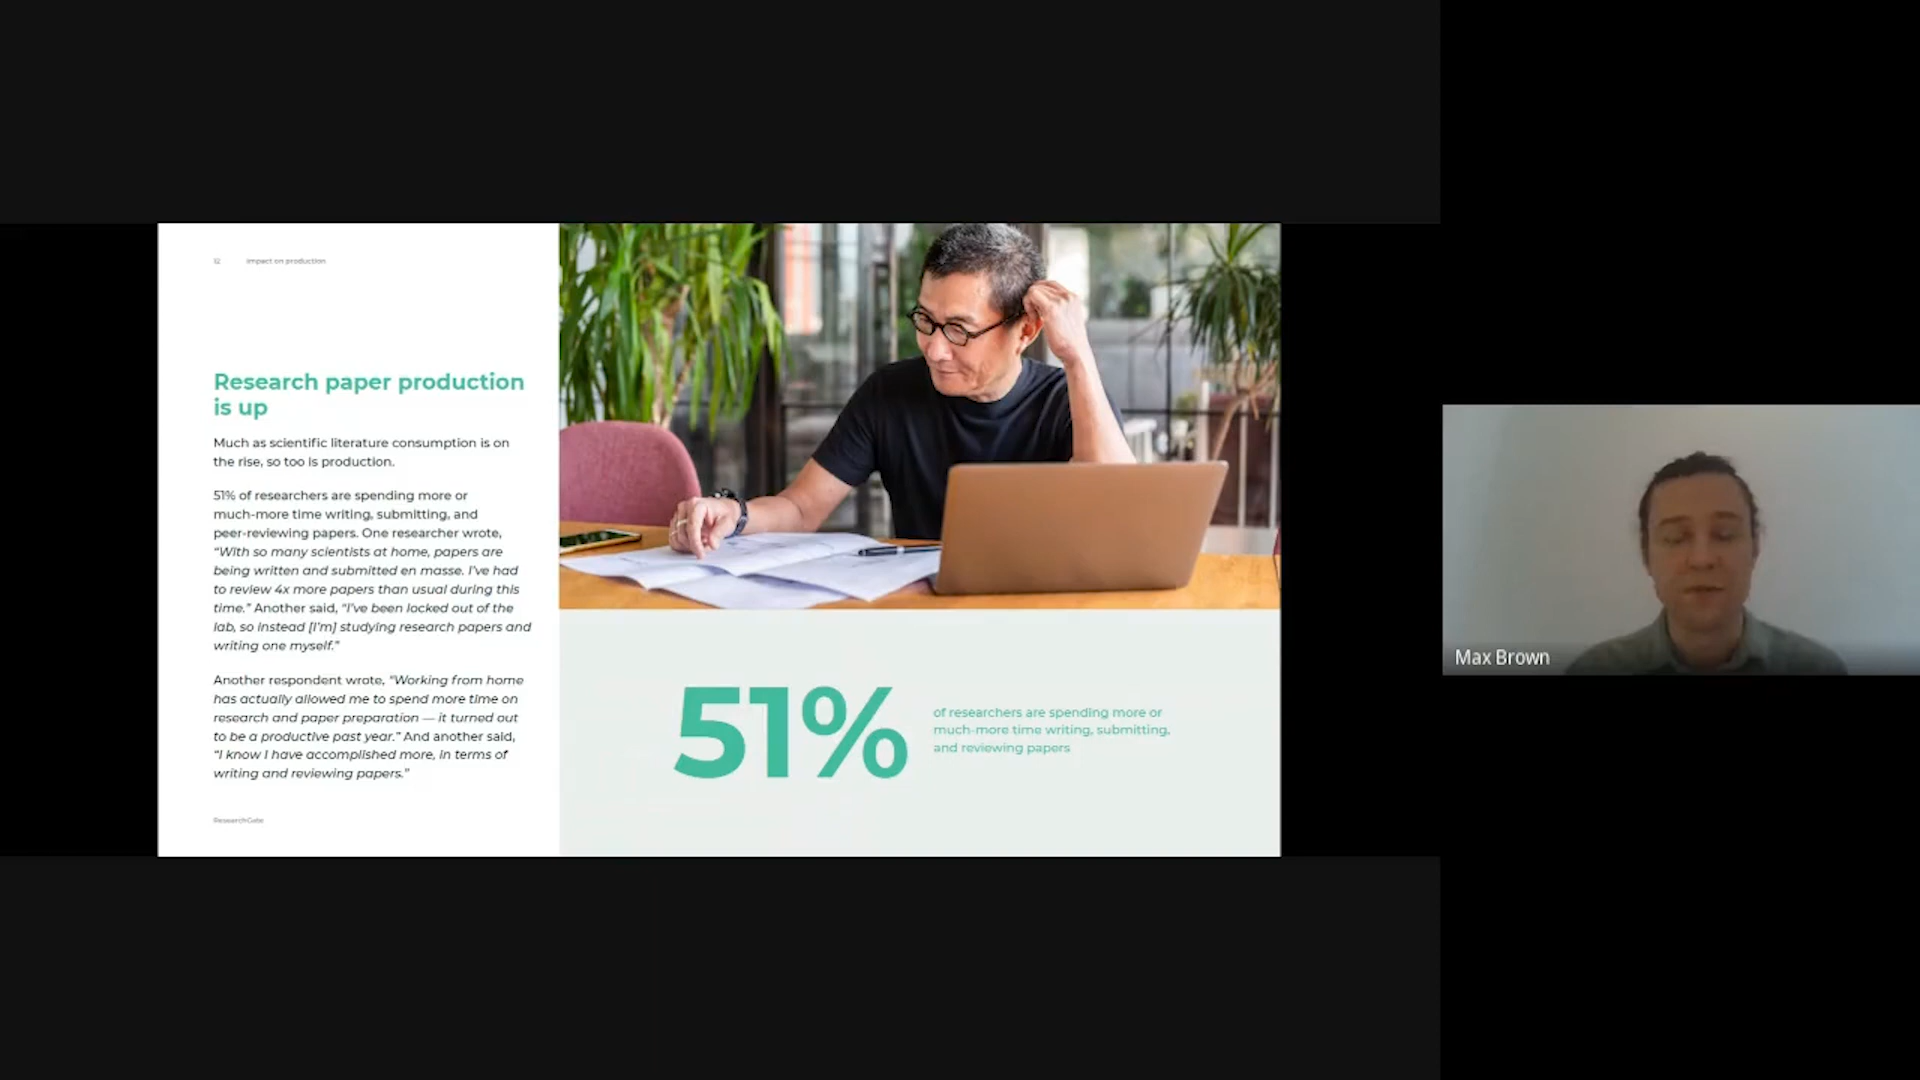 12 Impact on production
Research paper production
is up
Much as scientific literature consumption is on
the rise, so too is production.
51% of researchers are spending more or
much-more time writing, submitting, and
peer-reviewing papers. One researcher wrote,
“With so many scientists at home, papers are
being written and submitted en masse. I’ve had
to review 4x more papers than usual during this
time.” Another said, “I’ve been locked out of the
lab, so instead [I’m] studying research papers and
writing one myself.”
Another respondent wrote, “Working from home
has actually allowed me to spend more time on
research and paper preparation — it turned out
to be a productive past year.” And another said,
“I know I have accomplished more, in terms of
writing and reviewing papers.”
ResearchGate
51%
of researchers are spending more or
much-more time writing, submitting,
and reviewing papers
Max Brown